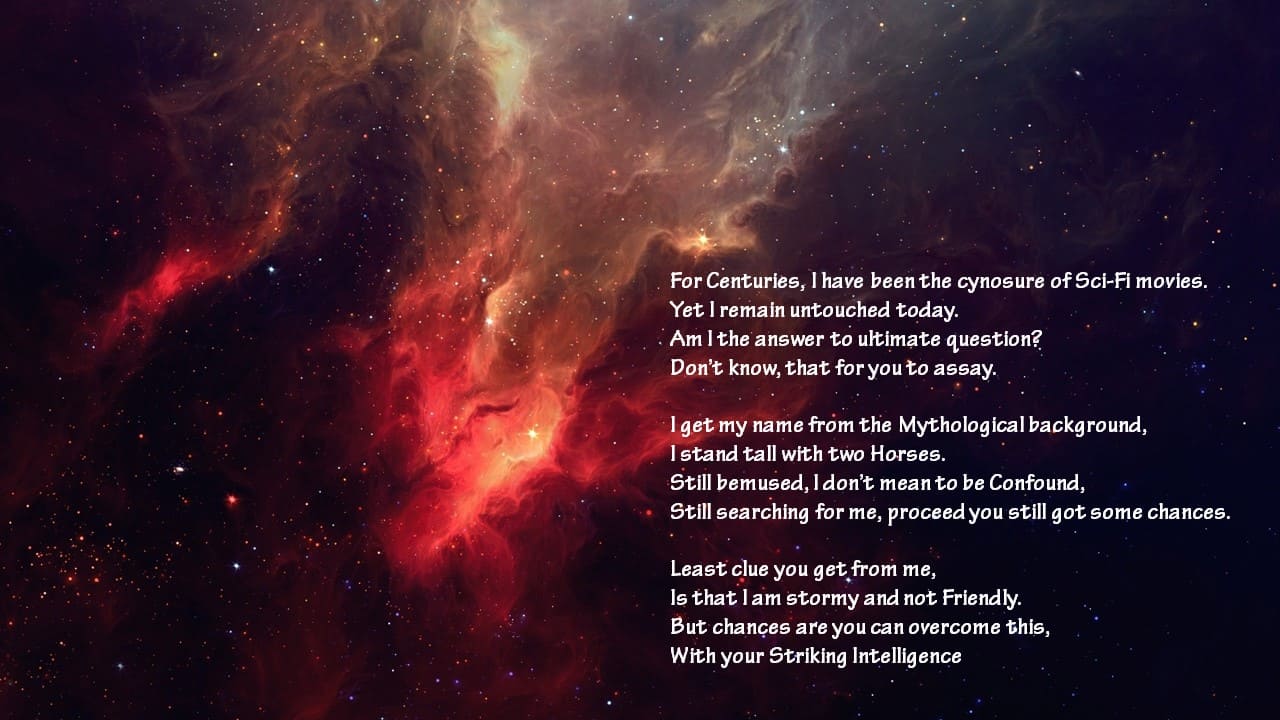 For Centuries, I have been the cynosure of Sci-Fi movies.
Yet I remain untouched today.
Am I the answer to ultimate question?
Don't know, that for you to assay.
I get my name from the Mythological background,
I stand tall with two Horses.
Still bemused, I don't mean to be Confound,
Still searching for me, proceed you still got some chances.
Least clue you get from me,
Is that I am stormy and not Friendly.
But chances are you can overcome this,
With your Striking Intelligence